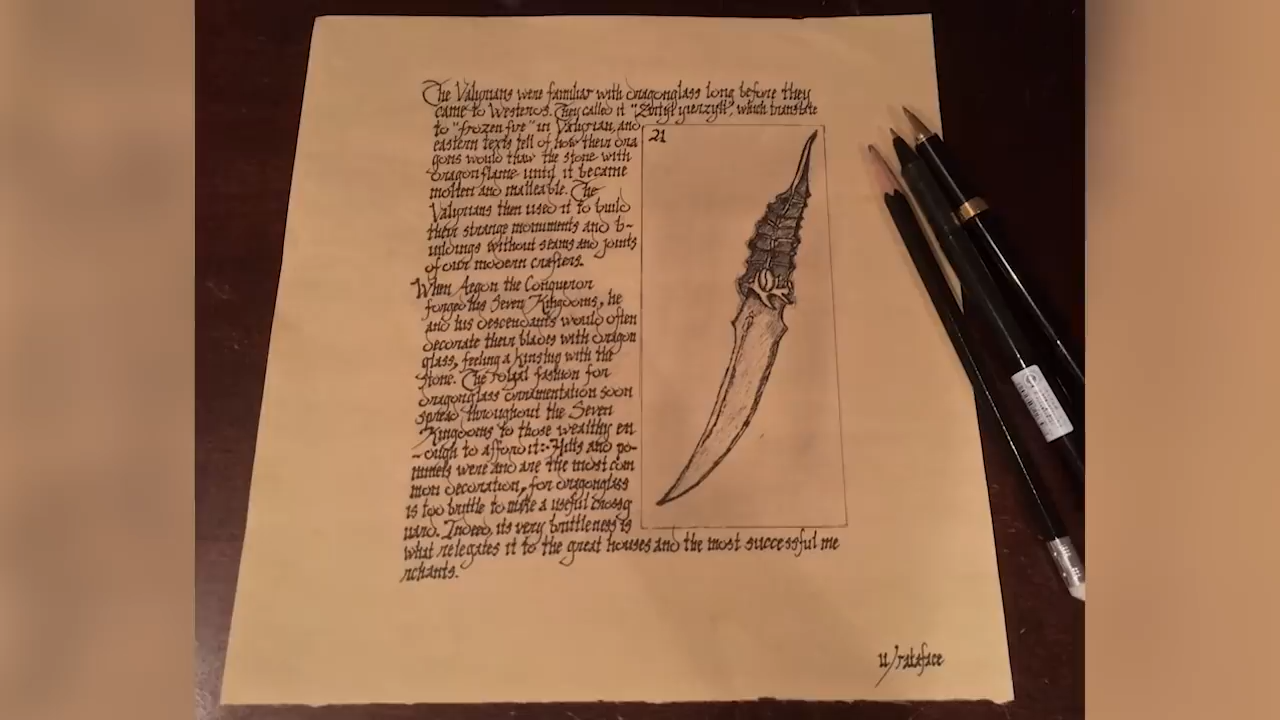 The Valyrians were familiar with dragonglass long before they
came to Westeros. They called it "Zīrtys perzys", which translate
to "frozen fire" in Valyrian, and
eastern texts tell of how their dra
gons would thaw the stone with
dragonflame until it became
molten and malleable. The
Valyrians then used it to build
their strange monuments and b-
uildings without seams and joints
of our modern crafters.
When Aegon the Conqueror
forged his Seven Kingdoms, he
and his descendants would often
decorate their blades with dragon
glass, feeling a kinship with the
stone. The royal fashion for
dragonglass ornamentation soon
spread throughout the Seven
Kingdoms to those wealthy en
-ough to afford it:- Hilts and po-
mmels were and are the most com
mon decoration, for dragonglass
is too brittle to make a useful crossg
uard. Indeed, its very brittleness is
what relegates it to the great houses and the most successful me
rchants.
21
u/rataface